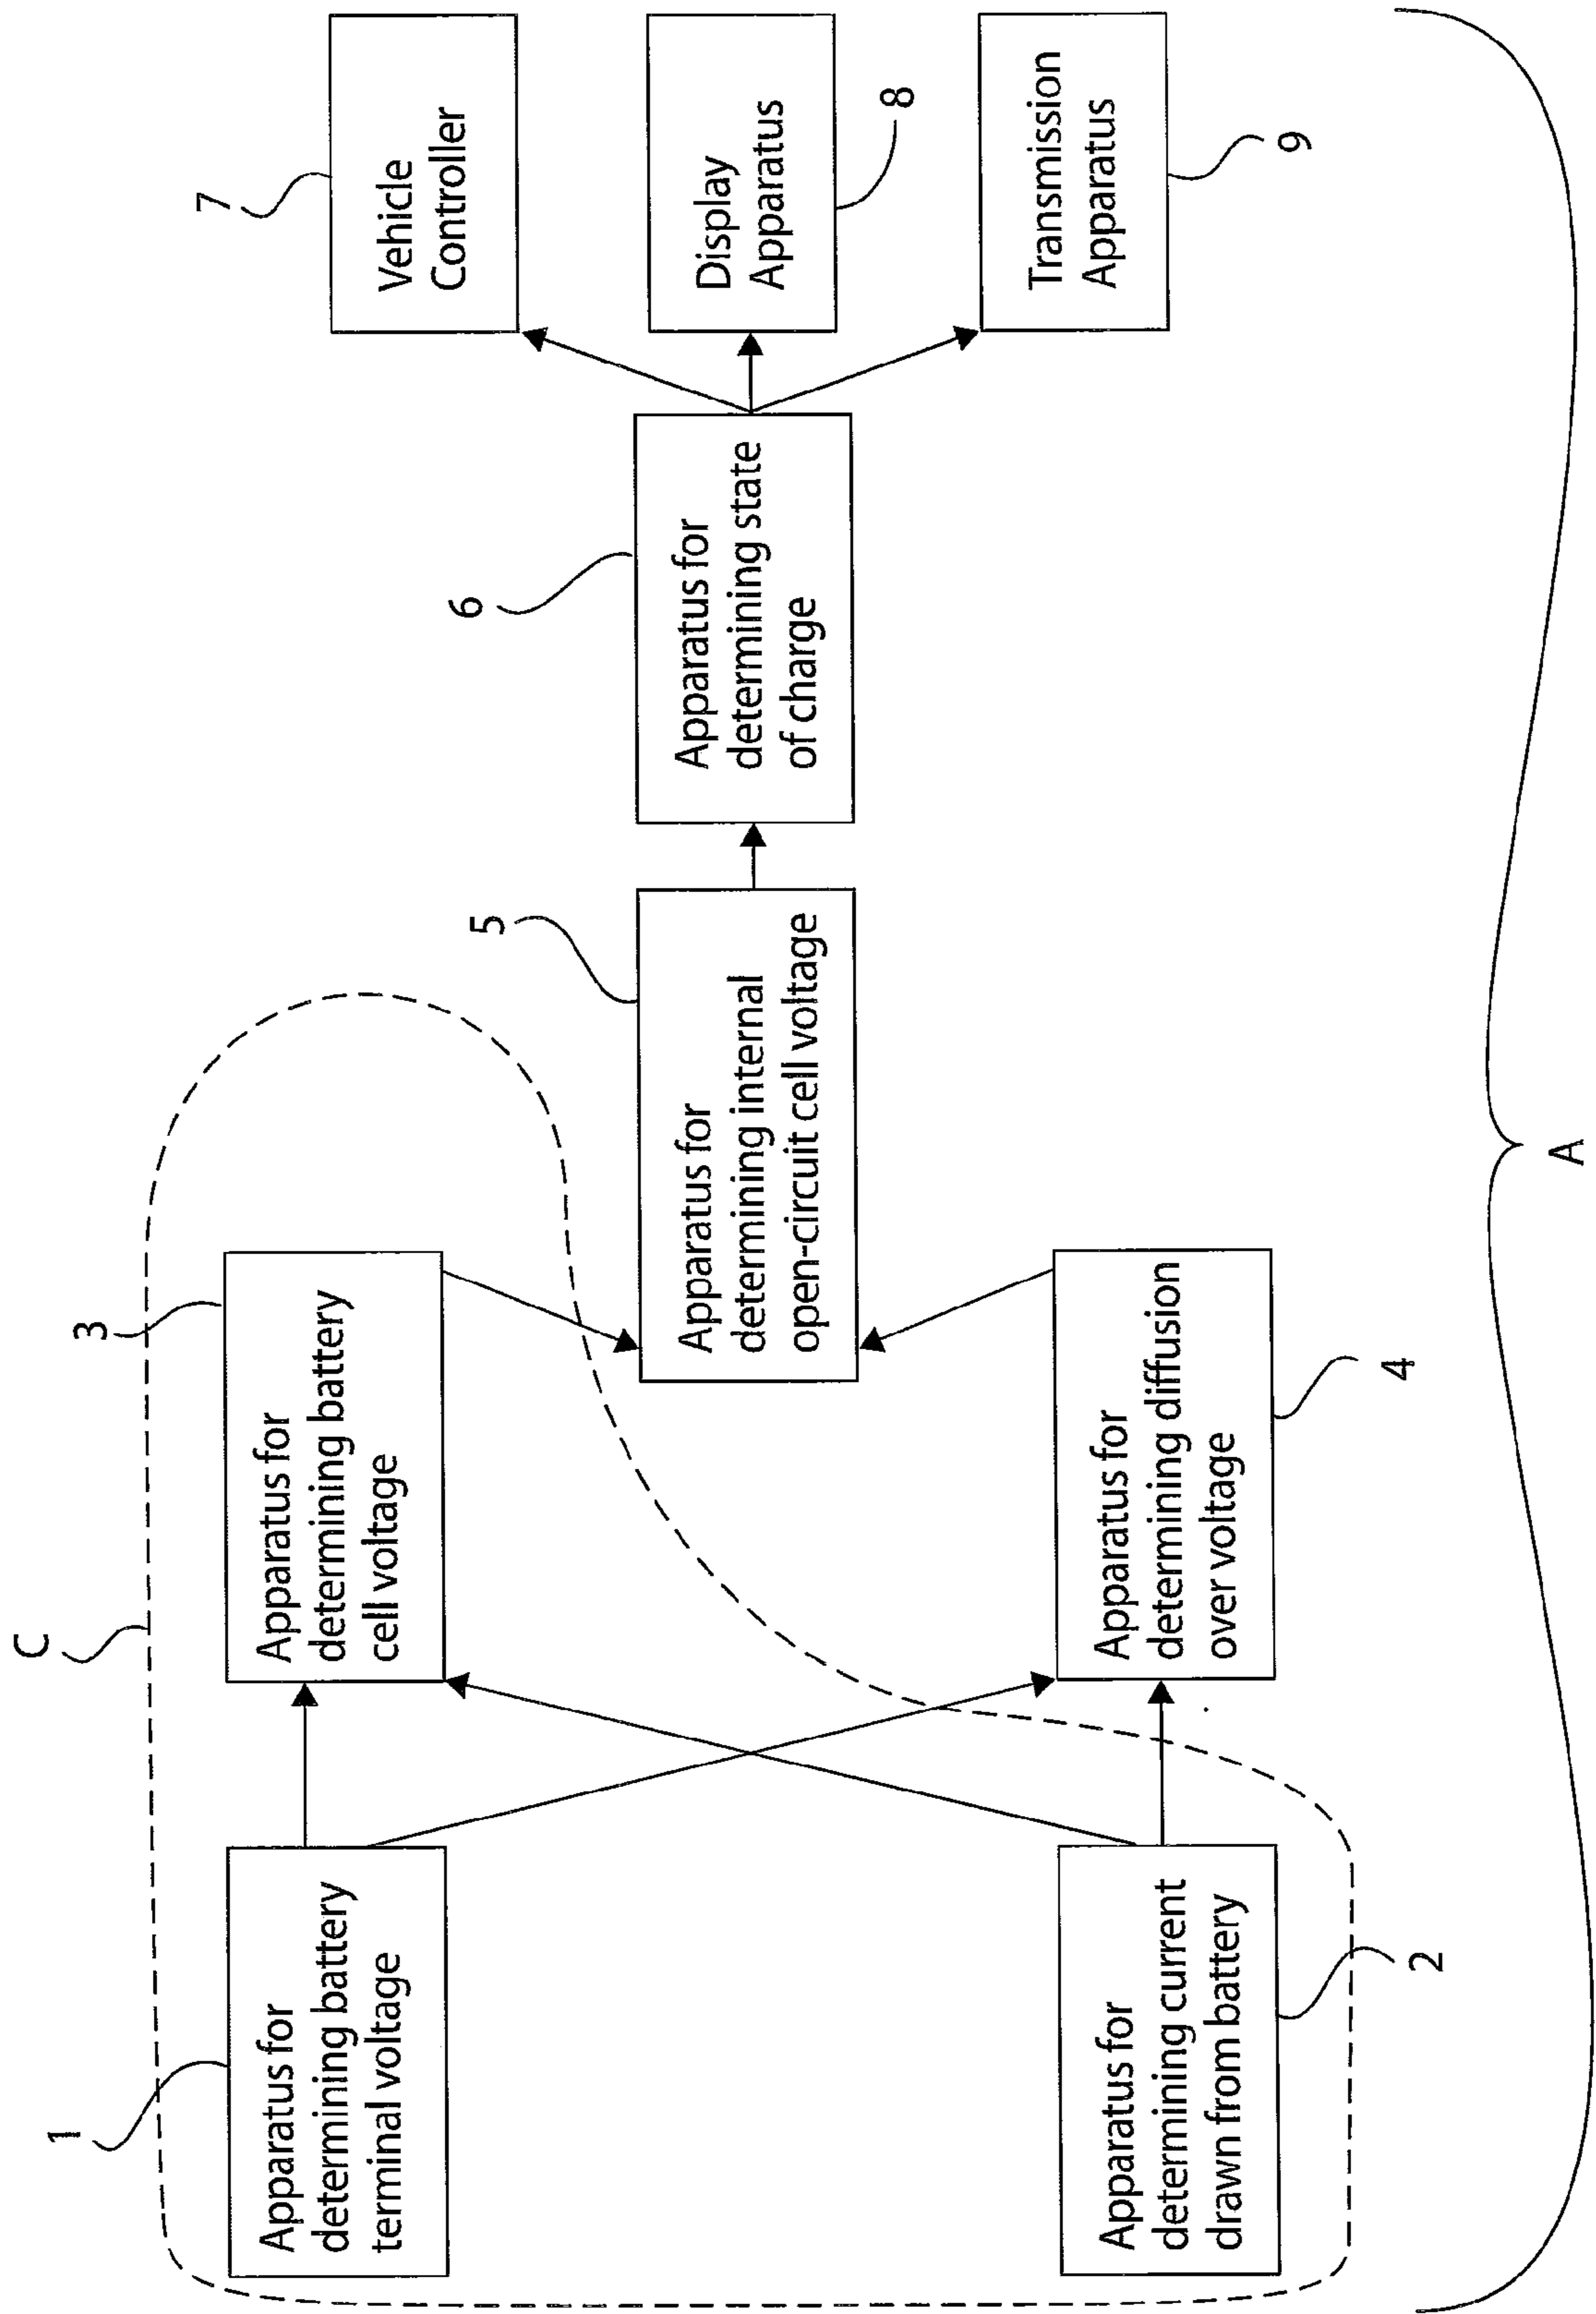 C
1
Apparatus for
determining battery
terminal voltage
3
Apparatus for
determining battery
cell voltage
Apparatus for
determining current
drawn from battery
2
Apparatus for
determining diffusion
over voltage
4
5
Apparatus for
determining internal
open-circuit cell voltage
6
Apparatus for
determining state
of charge
7
Vehicle
Controller
Display
Apparatus
8
Transmission
Apparatus
9
A